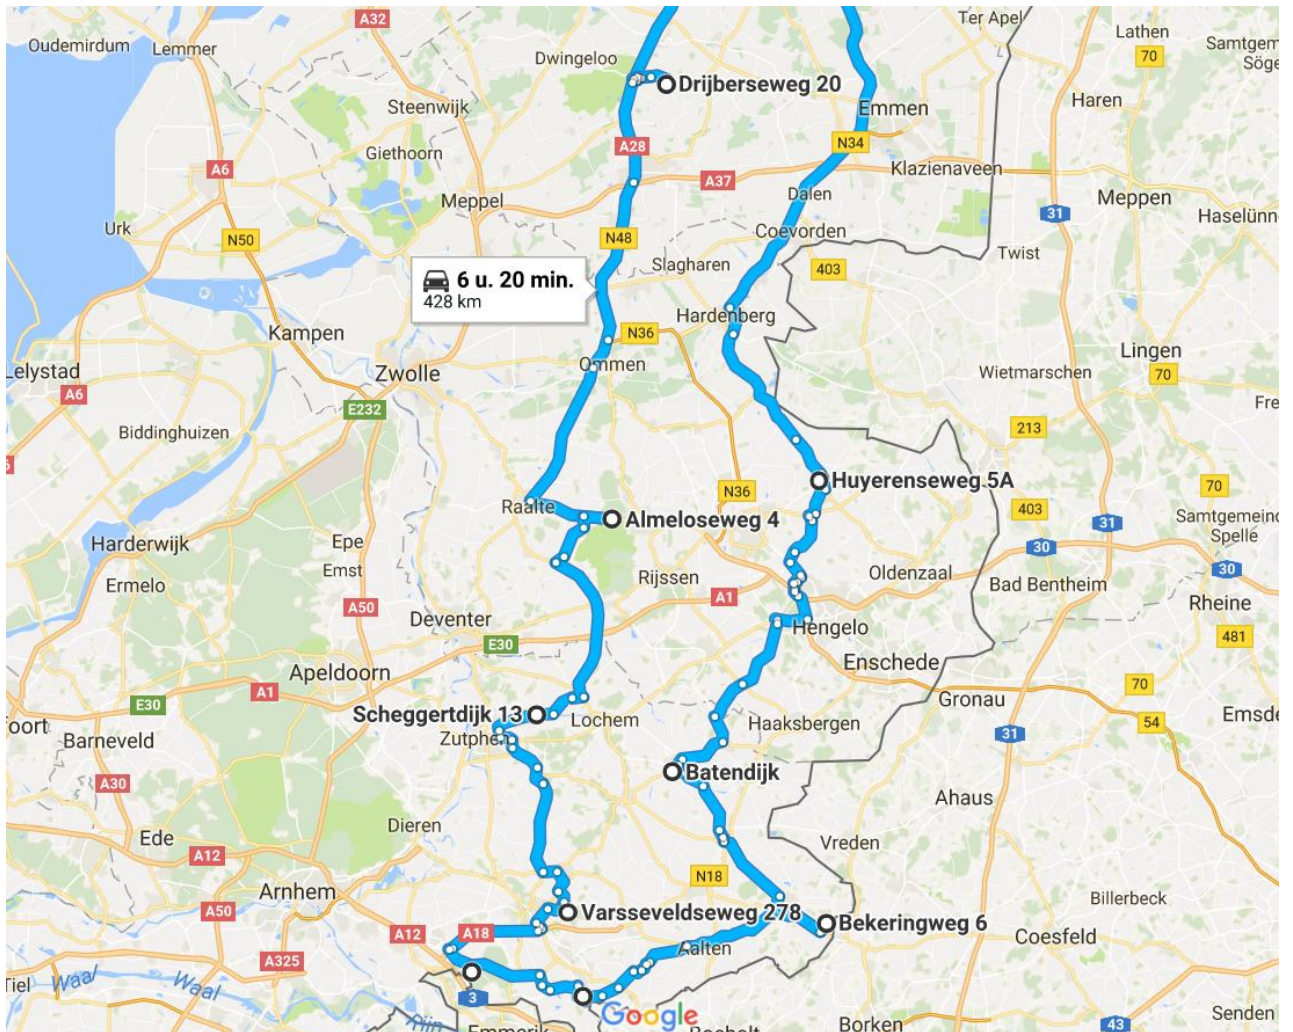 A32
Ter Apel
Lathen
Oudemirdum
Lemmer
Dwingeloo
70
Drijberseweg 20
Steenwijk
Emmen
Haren
A28
N34
Giethoorn
A6
A37
Klazienaveen
Meppel
Dalen
Meppen
31
Urk
N50
N48
Coevorden
Slagharen
403
Twist
6 u. 20 min.
428 km
Hardenberg
Kampen
N36
Lingen
Ommen
Lelystad
Zwolle
Wietmarschen
70
A6
E232
Biddinghuizen
213
Huyerenseweg 5A
N36
70
Raalte
Almeloseweg 4
403
31
Samtgemeind
Spelle
Harderwijk
Epe
Emst
30
30
Ermelo
Rijssen
Oldenzaal
Bad Bentheim
A50
A1
Rheine
Deventer
Hengelo
E30
481
Apeldoorn
Enschede
A1
E30
Gronau
70
Scheggertdijk 13
Lochem
Haaksbergen
54
Zutphen
31
Barneveld
Batendijk
A30
Ahaus
Dieren
Ede
Vreden
A12
N18
Arnhem
Billerbeck
A50
Varsseveldseweg 278
Bekeringweg 6
A12
A18
Coesfeld
Aalten
A325
Tiel
Waal
Waal
3
Google
Rijn
Emmerik
Bocholt
Borken
43
Senden